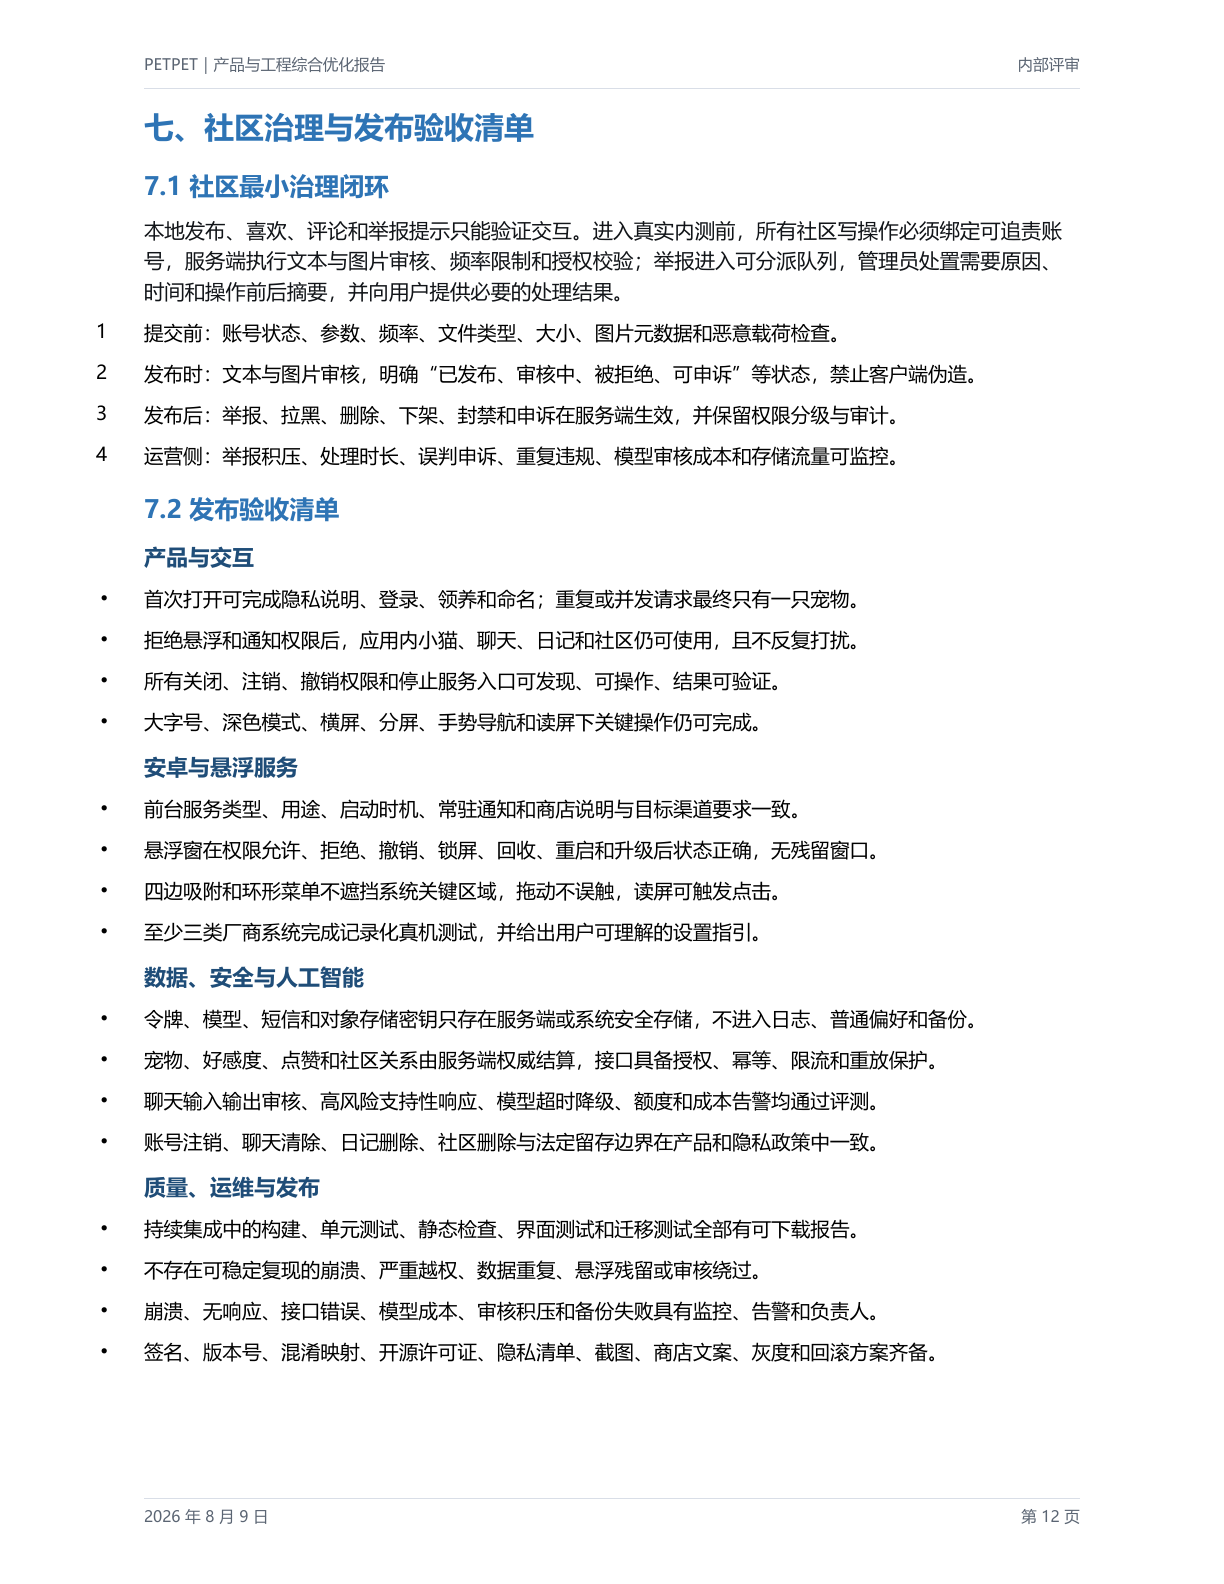 PETPET | 产品与工程综合优化报告
内部评审
七、社区治理与发布验收清单
7.1 社区最小治理闭环
本地发布、喜欢、评论和举报提示只能验证交互。进入真实内测前，所有社区写操作必须绑定可追责账
号，服务端执行文本与图片审核、频率限制和授权校验；举报进入可分派队列，管理员处置需要原因、
时间和操作前后摘要，并向用户提供必要的处理结果。
1 提交前：账号状态、参数、频率、文件类型、大小、图片元数据和恶意载荷检查。
2 发布时：文本与图片审核，明确“已发布、审核中、被拒绝、可申诉”等状态，禁止客户端伪造。
3 发布后：举报、拉黑、删除、下架、封禁和申诉在服务端生效，并保留权限分级与审计。
4 运营侧：举报积压、处理时长、误判申诉、重复违规、模型审核成本和存储流量可监控。
7.2 发布验收清单
产品与交互
• 首次打开可完成隐私说明、登录、领养和命名；重复或并发请求最终只有一只宠物。
• 拒绝悬浮和通知权限后，应用内小猫、聊天、日记和社区仍可使用，且不反复打扰。
• 所有关闭、注销、撤销权限和停止服务入口可发现、可操作、结果可验证。
• 大字号、深色模式、横屏、分屏、手势导航和读屏下关键操作仍可完成。
安卓与悬浮服务
• 前台服务类型、用途、启动时机、常驻通知和商店说明与目标渠道要求一致。
• 悬浮窗在权限允许、拒绝、撤销、锁屏、回收、重启和升级后状态正确，无残留窗口。
• 四边吸附和环形菜单不遮挡系统关键区域，拖动不误触，读屏可触发点击。
• 至少三类厂商系统完成记录化真机测试，并给出用户可理解的设置指引。
数据、安全与人工智能
• 令牌、模型、短信和对象存储密钥只存在服务端或系统安全存储，不进入日志、普通偏好和备份。
• 宠物、好感度、点赞和社区关系由服务端权威结算，接口具备授权、幂等、限流和重放保护。
• 聊天输入输出审核、高风险支持性响应、模型超时降级、额度和成本告警均通过评测。
• 账号注销、聊天清除、日记删除、社区删除与法定留存边界在产品和隐私政策中一致。
质量、运维与发布
• 持续集成中的构建、单元测试、静态检查、界面测试和迁移测试全部有可下载报告。
• 不存在可稳定复现的崩溃、严重越权、数据重复、悬浮残留或审核绕过。
• 崩溃、无响应、接口错误、模型成本、审核积压和备份失败具有监控、告警和负责人。
• 签名、版本号、混淆映射、开源许可证、隐私清单、截图、商店文案、灰度和回滚方案齐备。
2026 年 8 月 9 日
第 12 页